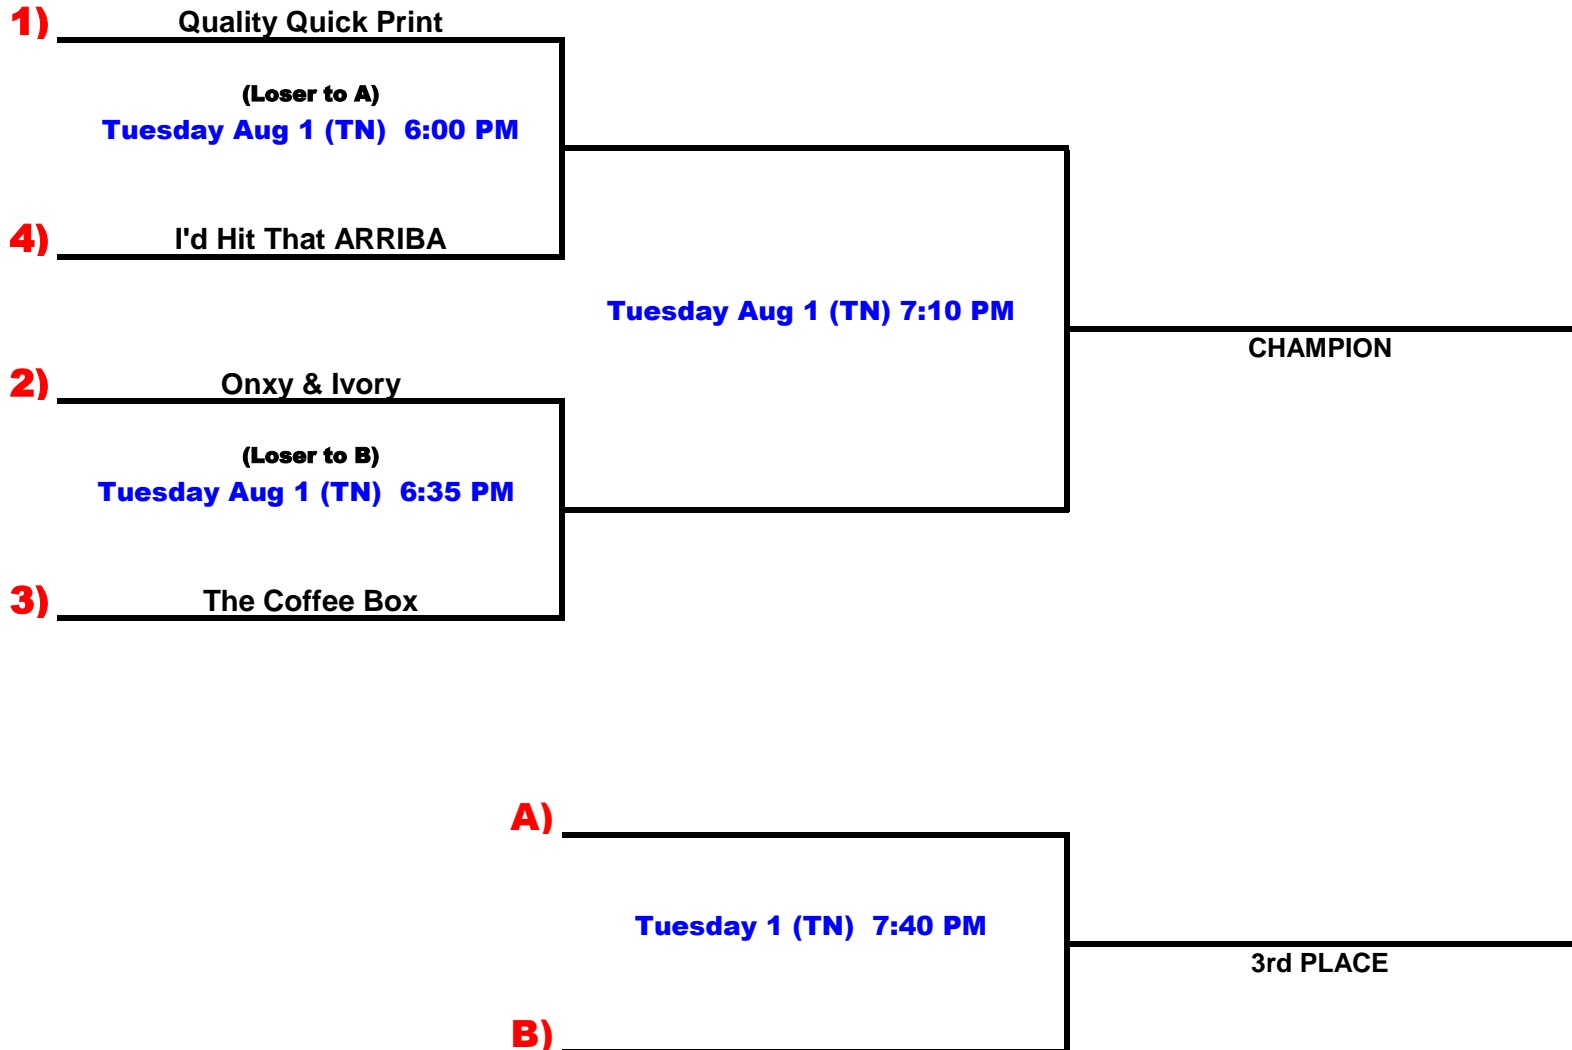 1) Quality Quick Print
(Loser to A)
Tuesday Aug 1 (TN)  6:00 PM
4) I'd Hit That ARRIBA
Tuesday Aug 1 (TN) 7:10 PM
CHAMPION
2) Onxy & Ivory
(Loser to B)
Tuesday Aug 1 (TN)  6:35 PM
3) The Coffee Box
A)
Tuesday 1 (TN)  7:40 PM
3rd PLACE
B)